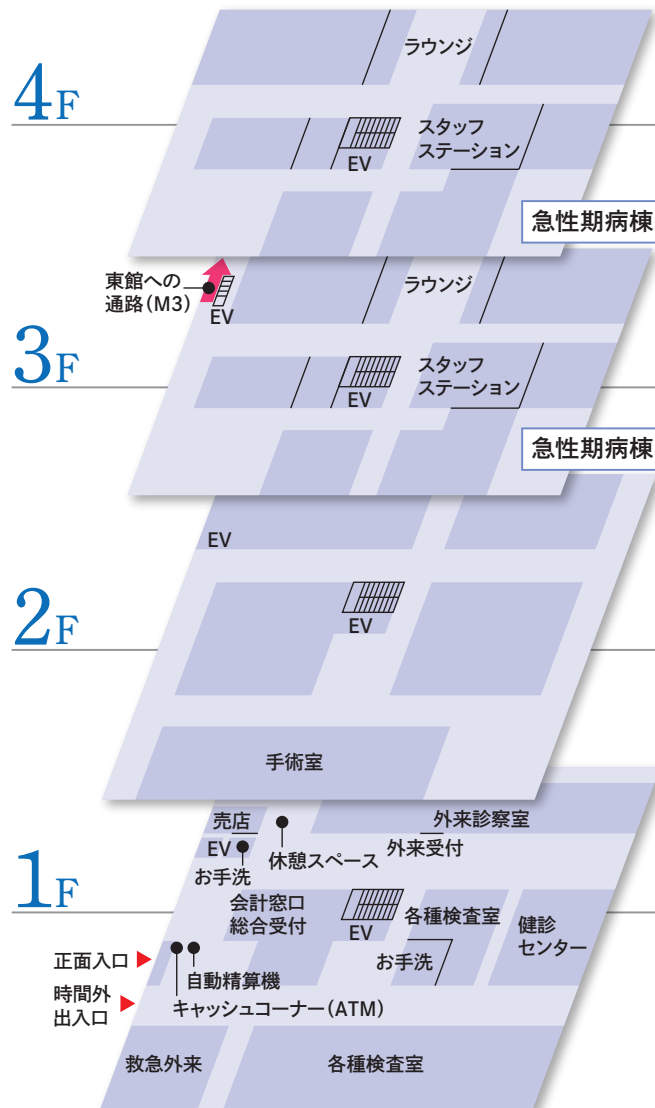 4F
ラウンジ
スタッフ
ステーション
EV
急性期病棟
東館への
通路(M3)
EV
3F
ラウンジ
スタッフ
ステーション
EV
急性期病棟
EV
2F
EV
手術室
1F
売店
外来診察室
EV
休憩スペース
外来受付
お手洗
会計窓口
総合受付
EV
各種検査室
健診
センター
お手洗
正面入口
自動精算機
時間外
出入口
キャッシュコーナー(ATM)
救急外来
各種検査室